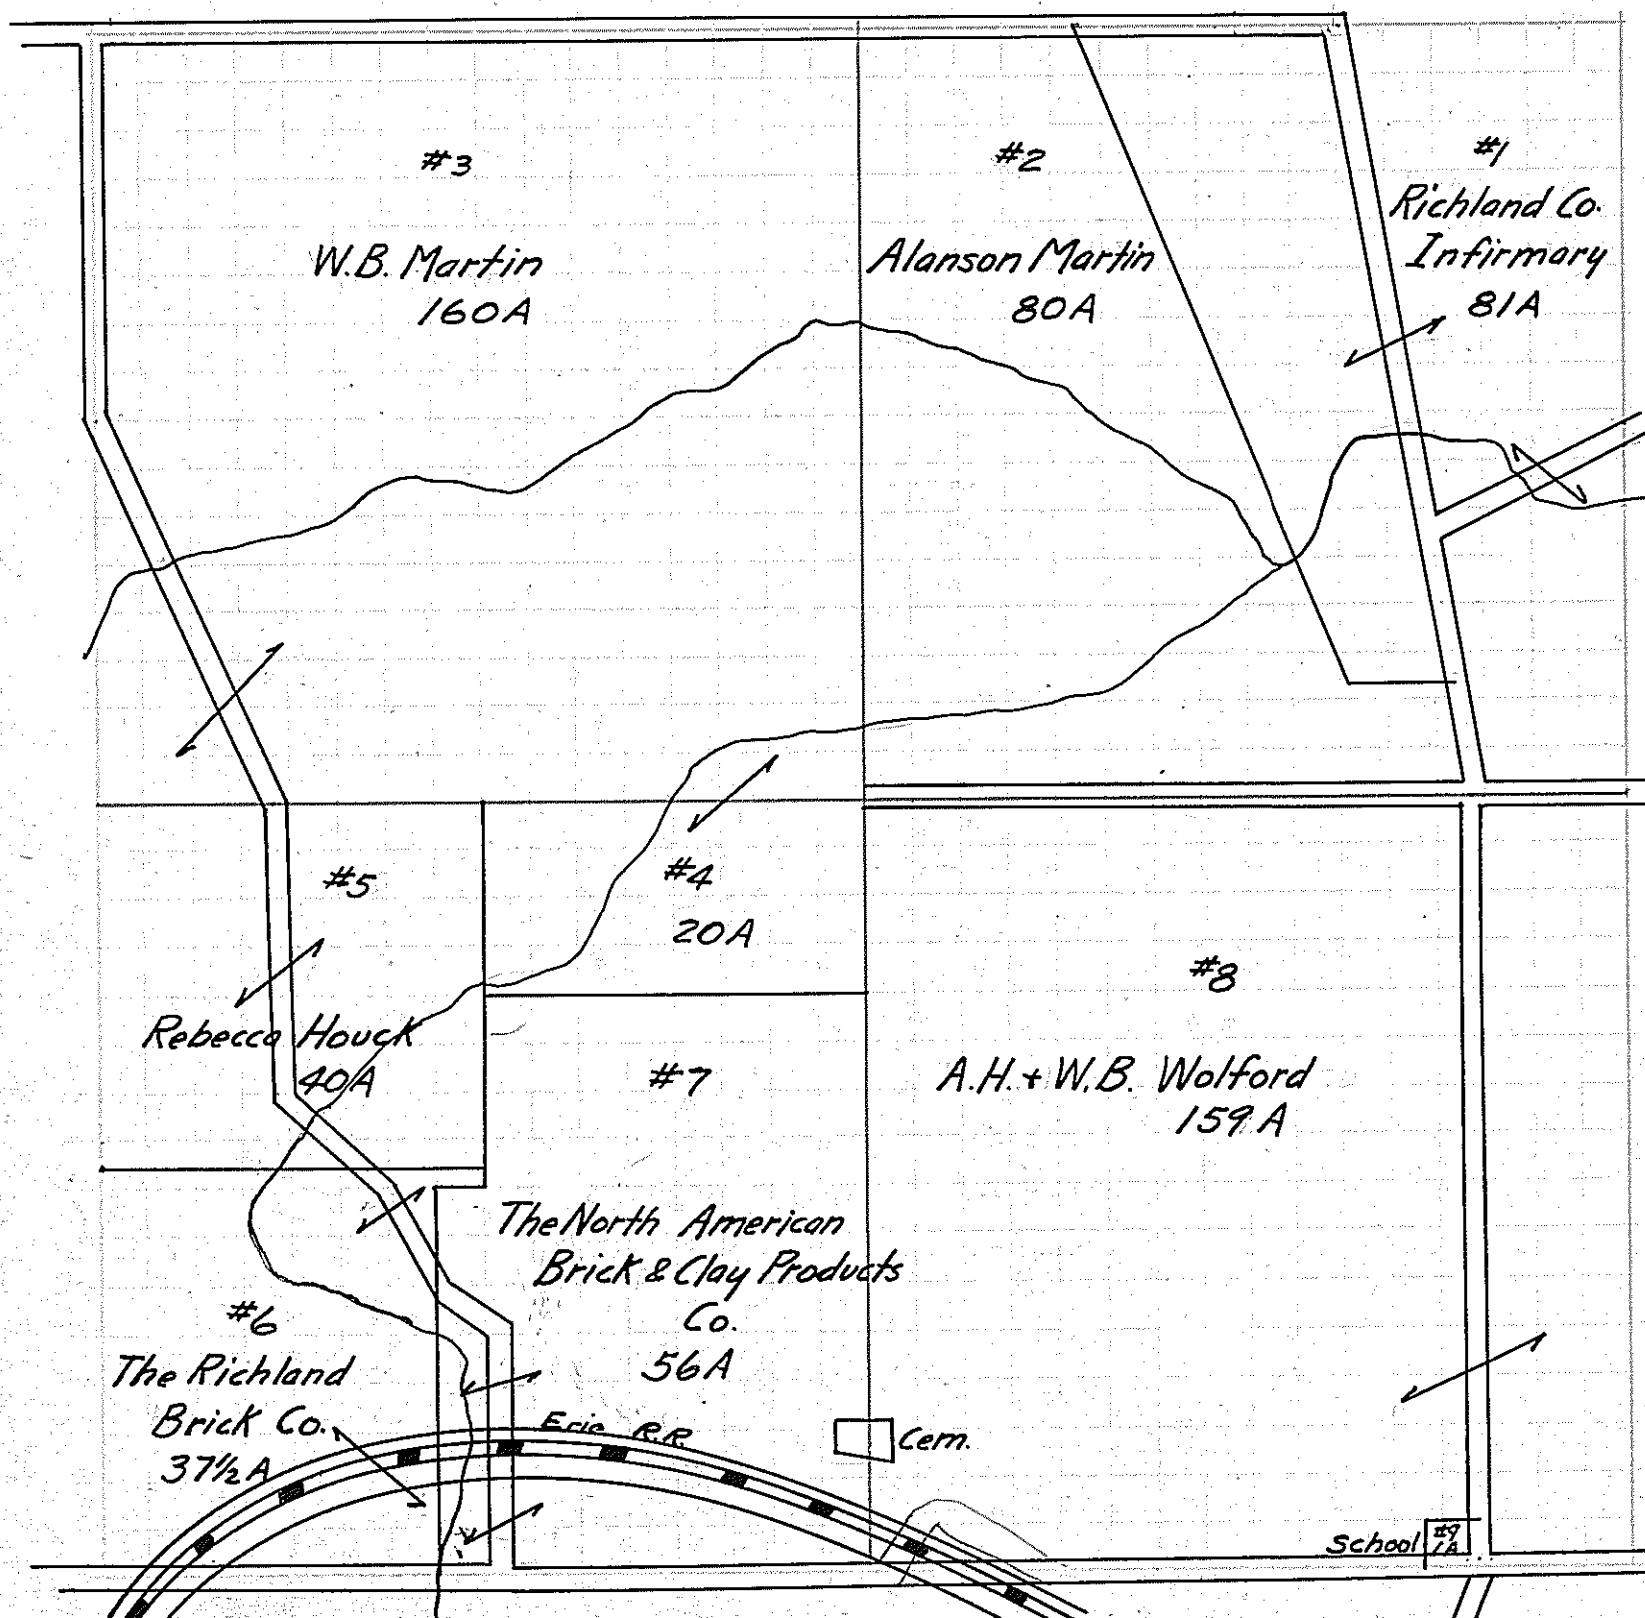 #3
W.B. Martin
160A
#2
Alanson Martin
80A
#1
Richland Co.
Infirmary
81A
#5
Rebecca Houck
40A
#4
20A
#8
A.H. + W.B. Wolford
159A
#7
The North American
Brick & Clay Products
Co.
56A
#6
The Richland
Brick Co.
37½A
Erie R.R.
Cem.
School
#9
1A